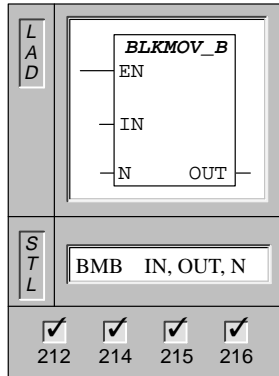 L
A
D
BLKMOV_B
EN
IN
N OUT
S
T
L
BMB IN, OUT, N
212 214 215 216